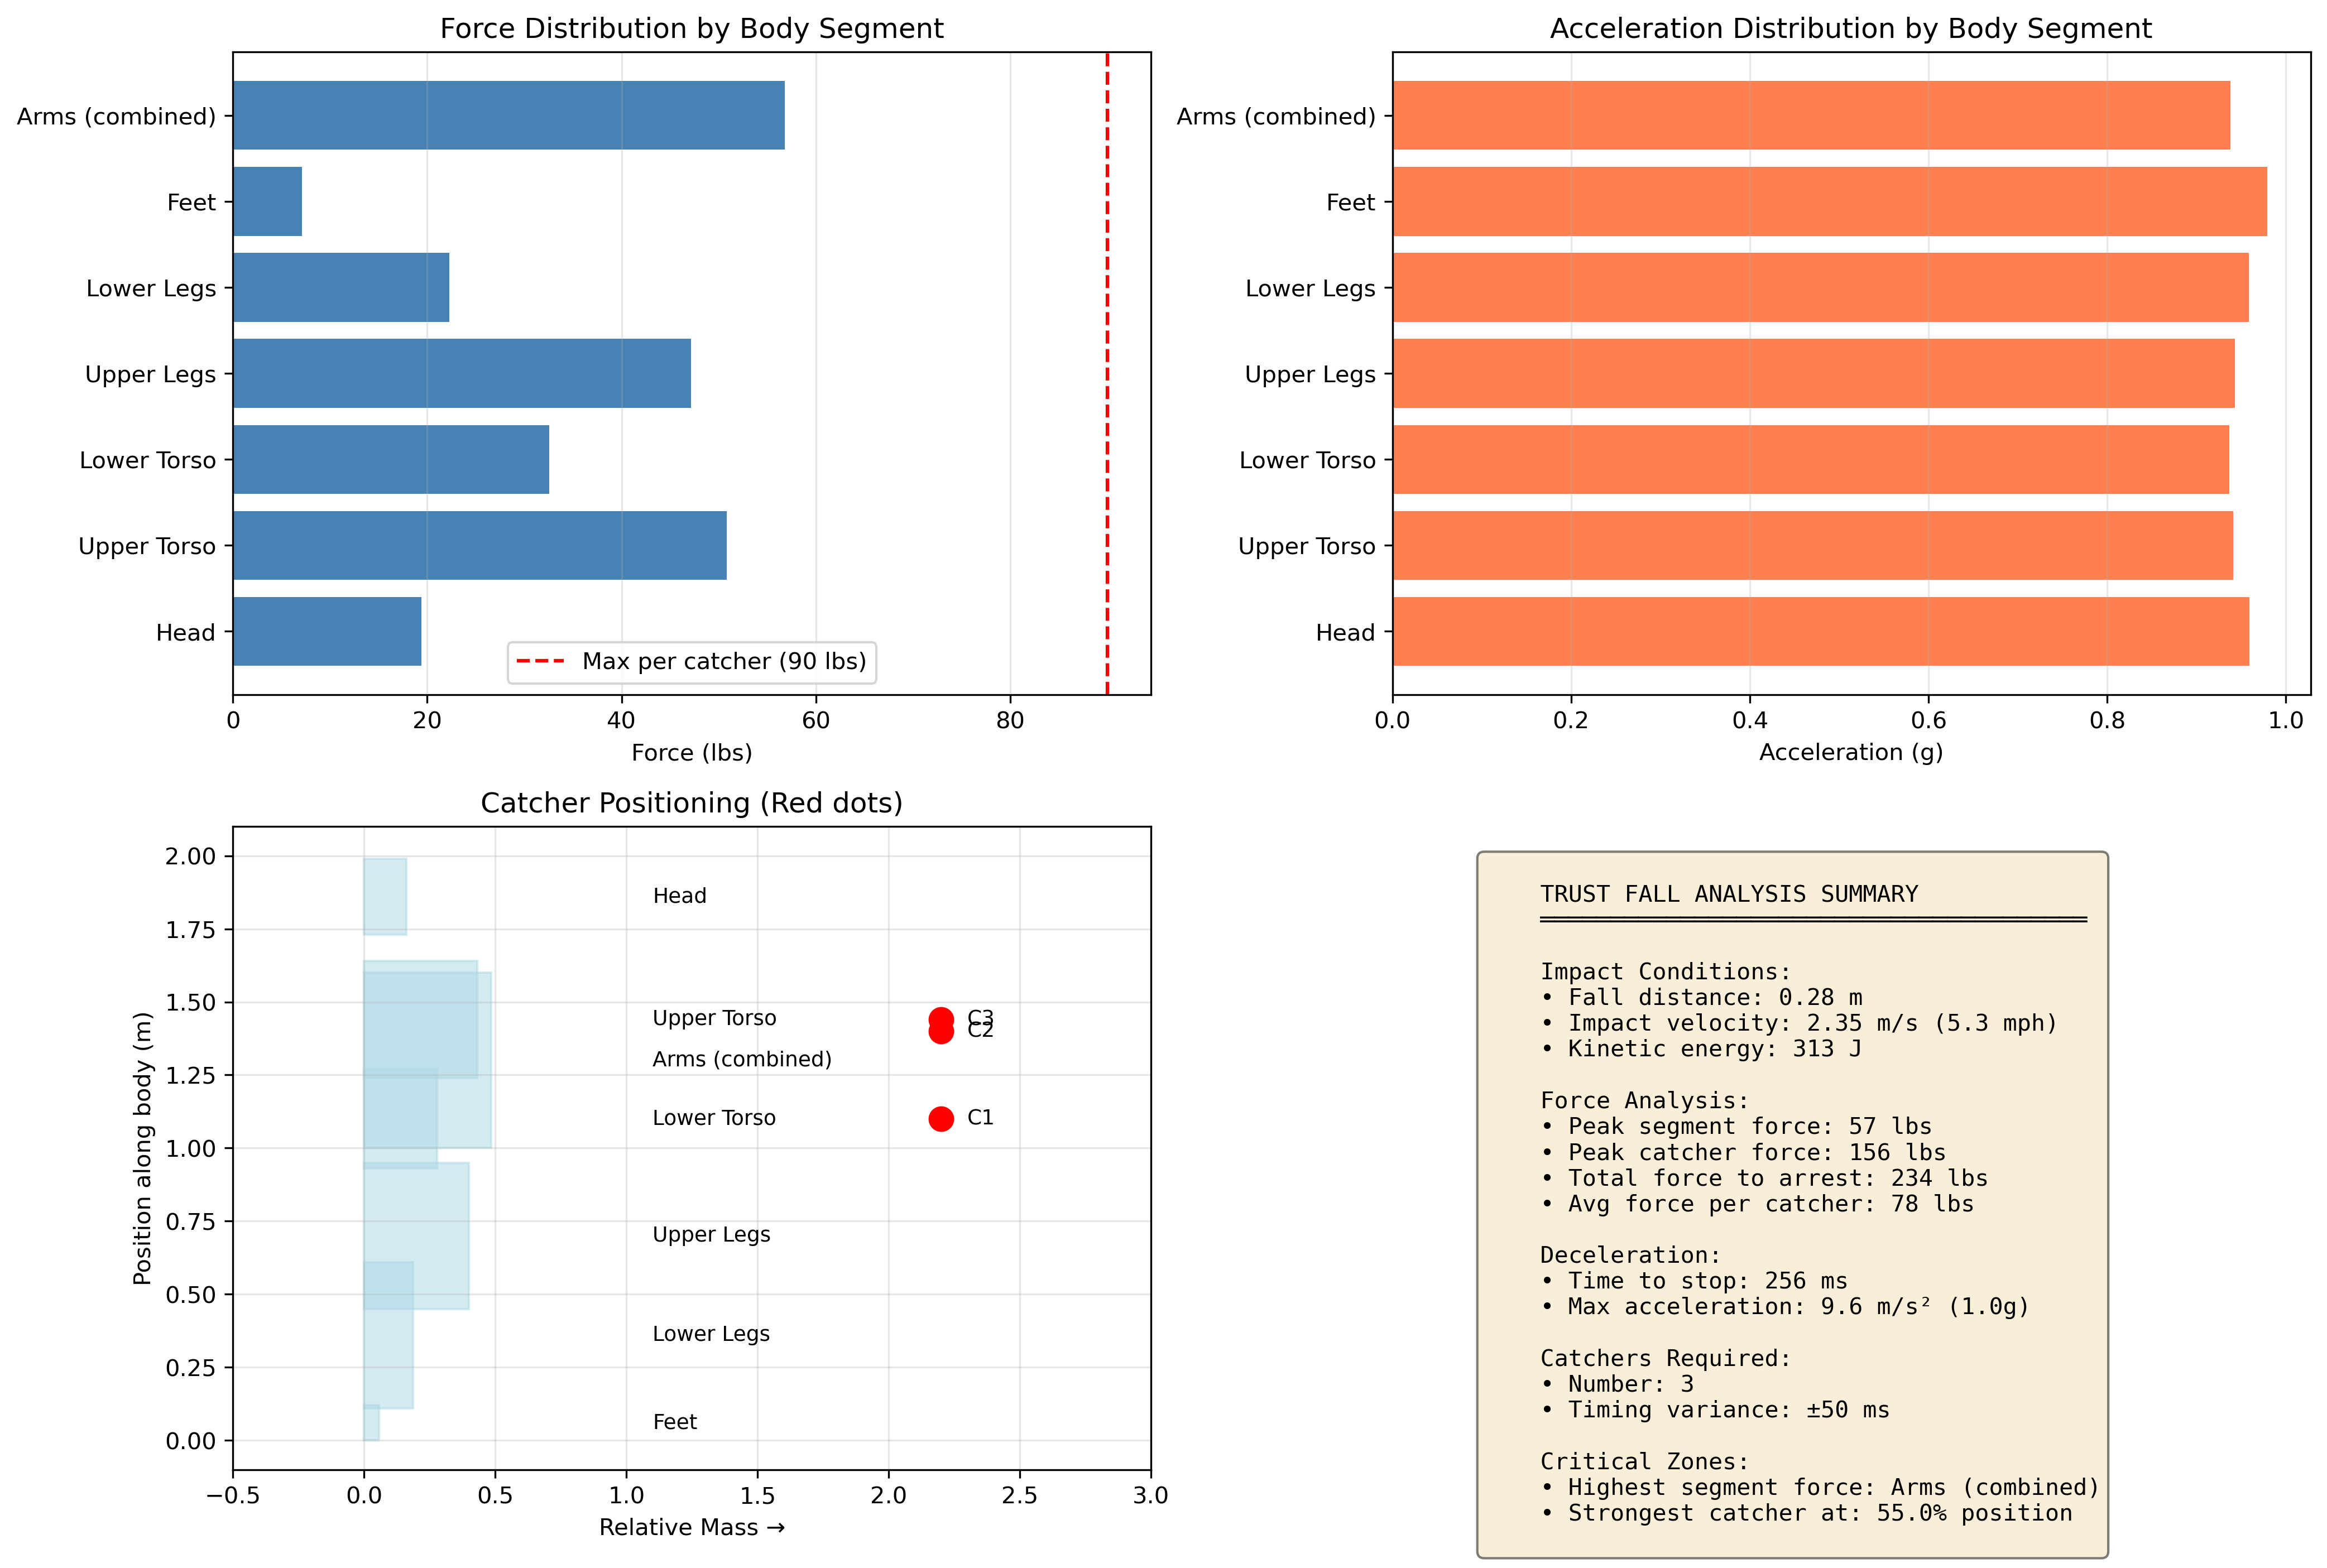 Force Distribution by Body Segment
Arms (combined)
Feet
Lower Legs
Upper Legs
Lower Torso
Upper Torso
Head
Max per catcher (90 lbs)
0 20 40 60 80
Force (lbs)
Acceleration Distribution by Body Segment
Arms (combined)
Feet
Lower Legs
Upper Legs
Lower Torso
Upper Torso
Head
0.0 0.2 0.4 0.6 0.8 1.0
Acceleration (g)
Catcher Positioning (Red dots)
Position along body (m)
2.00
1.75
1.50
1.25
1.00
0.75
0.50
0.25
0.00
Head
Upper Torso
C3
C2
Arms (combined)
Lower Torso
C1
Upper Legs
Lower Legs
Feet
−0.5 0.0 0.5 1.0 1.5 2.0 2.5 3.0
Relative Mass →
TRUST FALL ANALYSIS SUMMARY
Impact Conditions:
• Fall distance: 0.28 m
• Impact velocity: 2.35 m/s (5.3 mph)
• Kinetic energy: 313 J
Force Analysis:
• Peak segment force: 57 lbs
• Peak catcher force: 156 lbs
• Total force to arrest: 234 lbs
• Avg force per catcher: 78 lbs
Deceleration:
• Time to stop: 256 ms
• Max acceleration: 9.6 m/s² (1.0g)
Catchers Required:
• Number: 3
• Timing variance: ±50 ms
Critical Zones:
• Highest segment force: Arms (combined)
• Strongest catcher at: 55.0% position